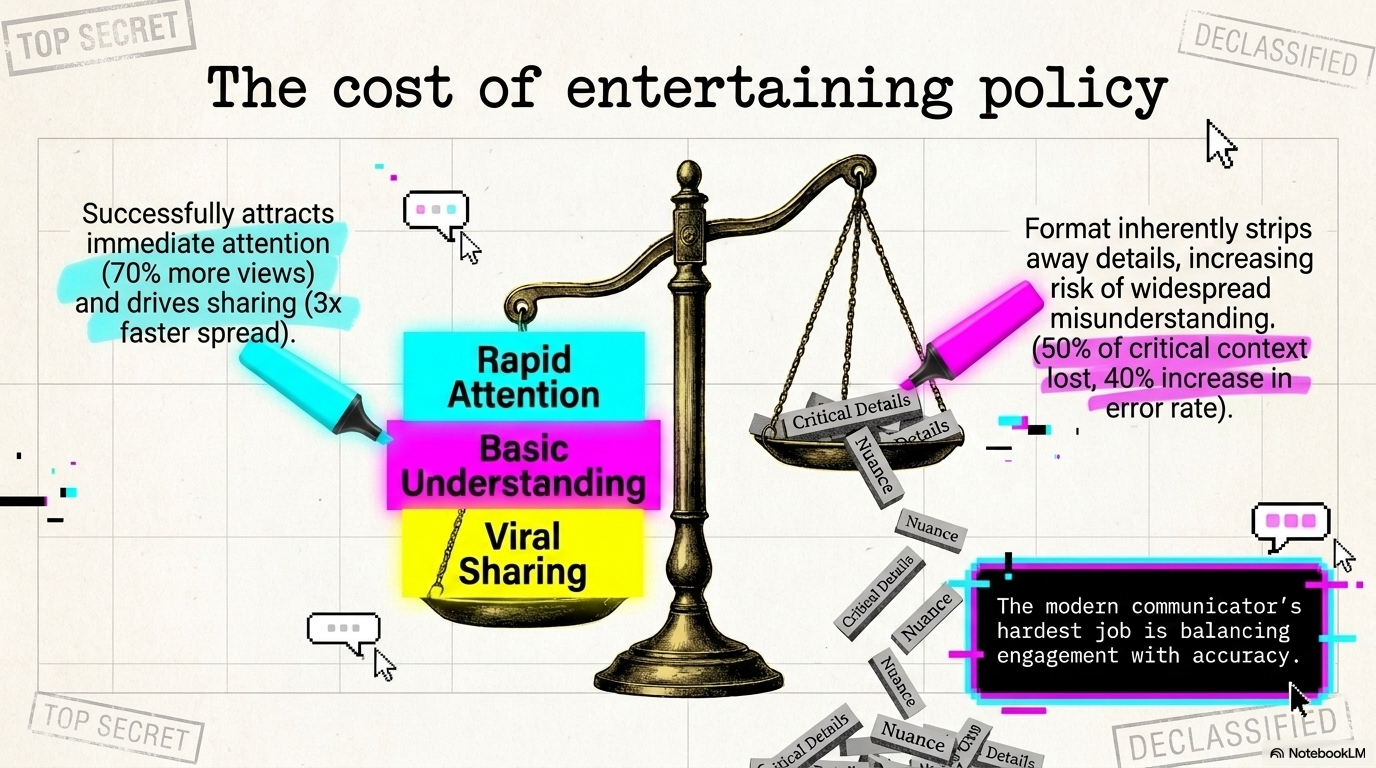 TOP SECRET
DECLASSIFIED
The cost of entertaining policy
Successfully attracts
immediate attention
(70% more views)
and drives sharing (3x
faster spread).
Rapid
Attention
Basic
Understanding
Viral
Sharing
Format inherently strips
away details, increasing
risk of widespread
misunderstanding.
(50% of critical context
lost, 40% increase in
error rate).
Critical Details
Details
Nuance
Nuance
Critical Details
Nuance
Nuance
Critical Details
Nuance
Details
The modern communicator's
hardest job is balancing
engagement with accuracy.
TOP SECRET
DECLASSIFIED
NotebookLM